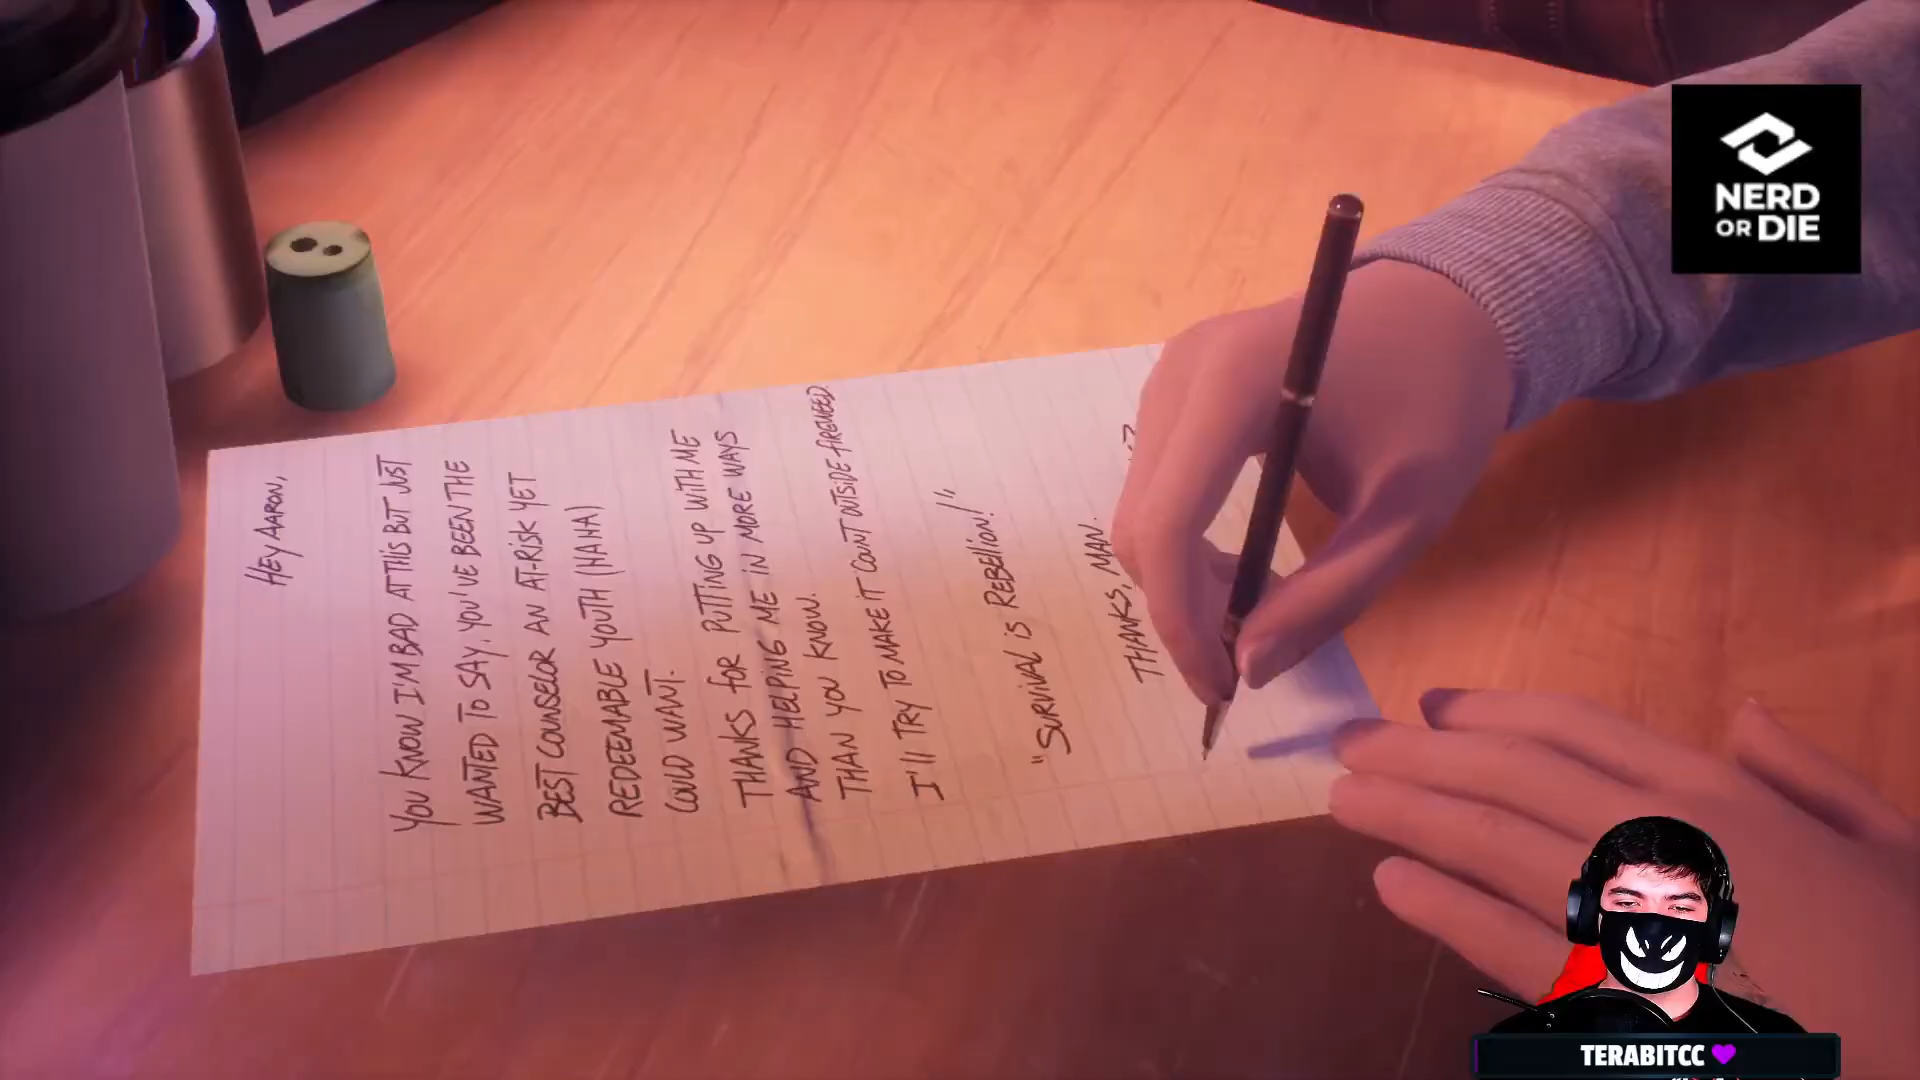 HEY AARON,
YOU KNOW I'M BAD AT THIS BUT JUST
WANTED TO SAY, YOU'VE BEEN THE
BEST COUNSELOR AN AT-RISK YET
REDEEMABLE YOUTH (HAHA)
COULD WANT.
THANKS FOR PUTTING UP WITH ME
AND HELPING ME IN MORE WAYS
THAN YOU KNOW.
I'll TRY TO MAKE IT COUNT OUTSIDE FIREWEED.
"SURVIVAL IS REBELLION!"
THANKS, MAN.
NERD
OR DIE
TERABITCC 💜